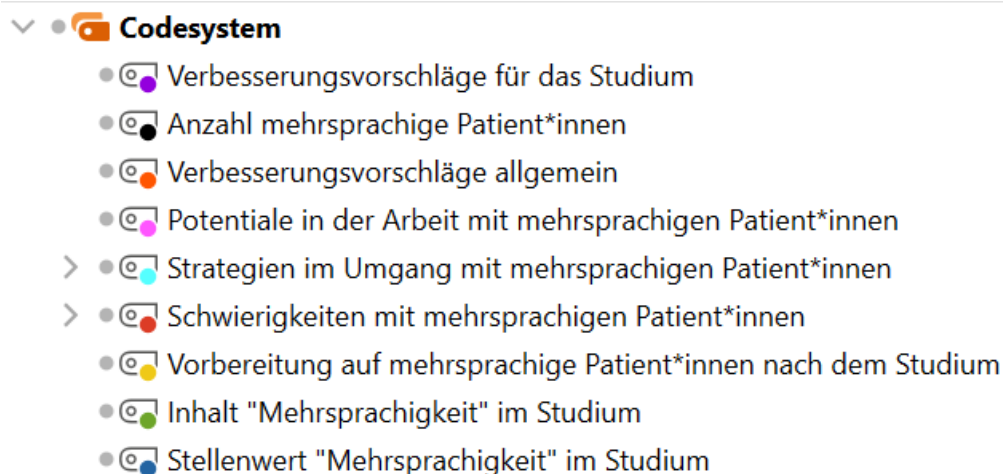 Codesystem
Verbesserungsvorschläge für das Studium
Anzahl mehrsprachige Patient*innen
Verbesserungsvorschläge allgemein
Potentiale in der Arbeit mit mehrsprachigen Patient*innen
Strategien im Umgang mit mehrsprachigen Patient*innen
Schwierigkeiten mit mehrsprachigen Patient*innen
Vorbereitung auf mehrsprachige Patient*innen nach dem Studium
Inhalt "Mehrsprachigkeit" im Studium
Stellenwert "Mehrsprachigkeit" im Studium